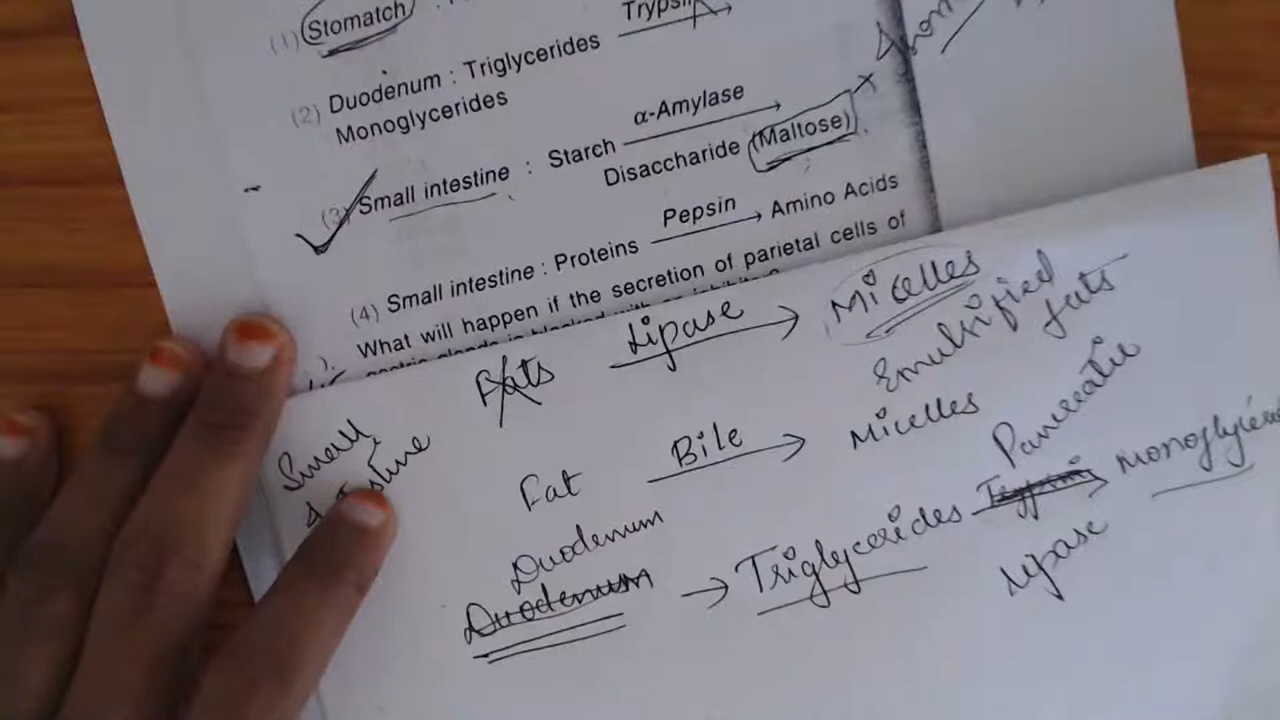 (1) Stomatch
Trypsin
(2) Duodenum : Triglycerides
Monoglycerides
α-Amylase
(3) Small intestine : Starch
Disaccharide (Maltose)
Pepsin
(4) Small intestine : Proteins Amino Acids
What will happen if the secretion of parietal cells of
Small
Fats Lipase → Micelles
Emulsified
fats
Fat Bile → Micelles
Duodenum
Duodenum → Triglycerides
Pancreatic
Lipase